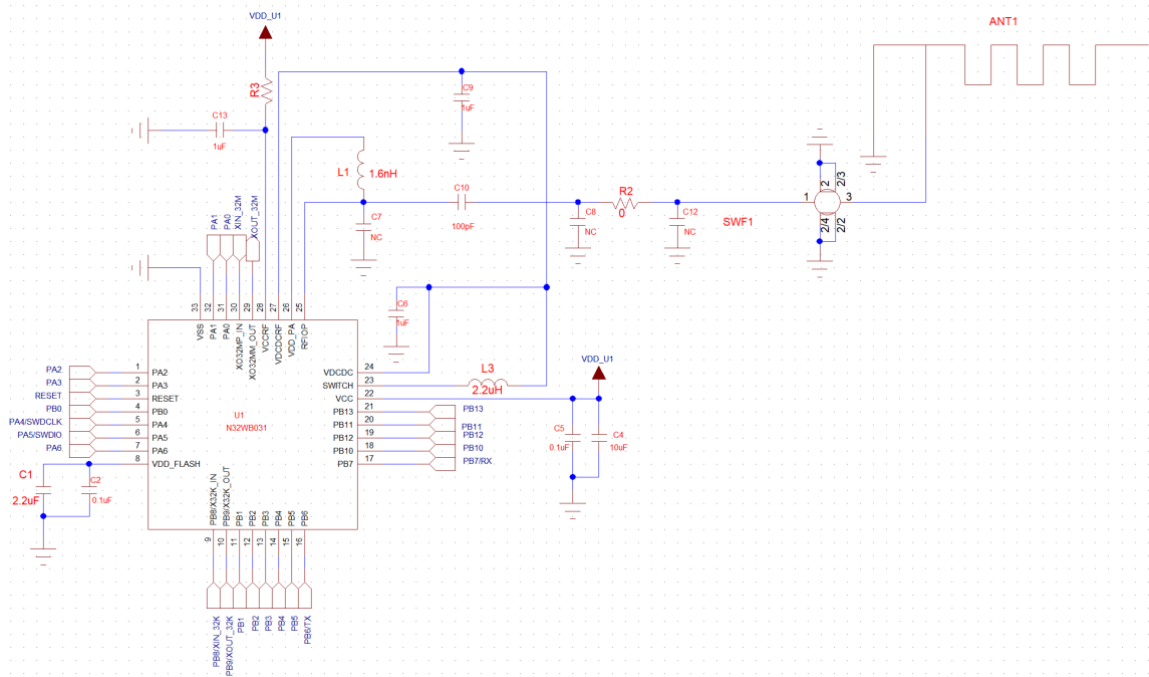 VDD_U1
ANT1
R3
C9
1uF
C13
1uF
L1
1.6nH
C10
100pF
R2
0
C7
NC
C8
NC
C12
NC
SWF1
1
2
2/3
3
2/4
2/2
PA1
PA0
XIN_32M
XOUT_32M
33
32
31
30
29
28
27
26
25
VSS
PA1
PA0
XO32MP_IN
XO32MM_OUT
VCCRF
VDCDCRF
VDD_PA
RFIOP
C6
1uF
L3
2.2uH
VDD_U1
PA2
PA3
RESET
PB0
PA4/SWDCLK
PA5/SWDIO
PA6
1
2
3
4
5
6
7
8
PA2
PA3
RESET
PB0
PA4
PA5
PA6
VDD_FLASH
U1
N32WB031
VDCDC
SWITCH
VCC
PB13
PB11
PB12
PB10
PB7
24
23
22
21
20
19
18
17
PB13
PB11
PB12
PB10
PB7/RX
C5
0.1uF
C4
10uF
C1
2.2uF
C2
0.1uF
PB8/X32K_IN
PB9/X32K_OUT
PB1
PB2
PB3
PB4
PB5
PB6
9
10
11
12
13
14
15
16
PB8/XIN_32K
PB9/XOUT_32K
PB1
PB2
PB3
PB4
PB5
PB6/TX